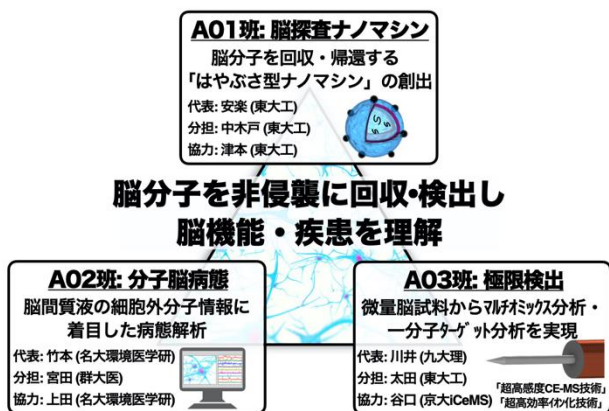 A01班: 脳探査ナノマシン
脳分子を回収・帰還する
「はやぶさ型ナノマシン」の創出
代表: 安楽 (東大工)
分担: 中木戸 (東大工)
協力: 津本 (東大工)
脳分子を非侵襲に回収・検出し
脳機能・疾患を理解
A02班: 分子脳病態
脳間質液の細胞外分子情報に
着目した病態解析
代表: 竹本 (名大環境医学研)
分担: 宮田 (群大医)
協力: 上田 (名大環境医学研)
A03班: 極限検出
微量脳試料からマルチオミックス分析・
一分子ターゲット分析を実現
代表: 川井 (九大理)
分担: 太田 (東大工)
協力: 谷口 (京大iCeMS)
「超高感度CE-MS技術」
「超高効率イオン化技術」